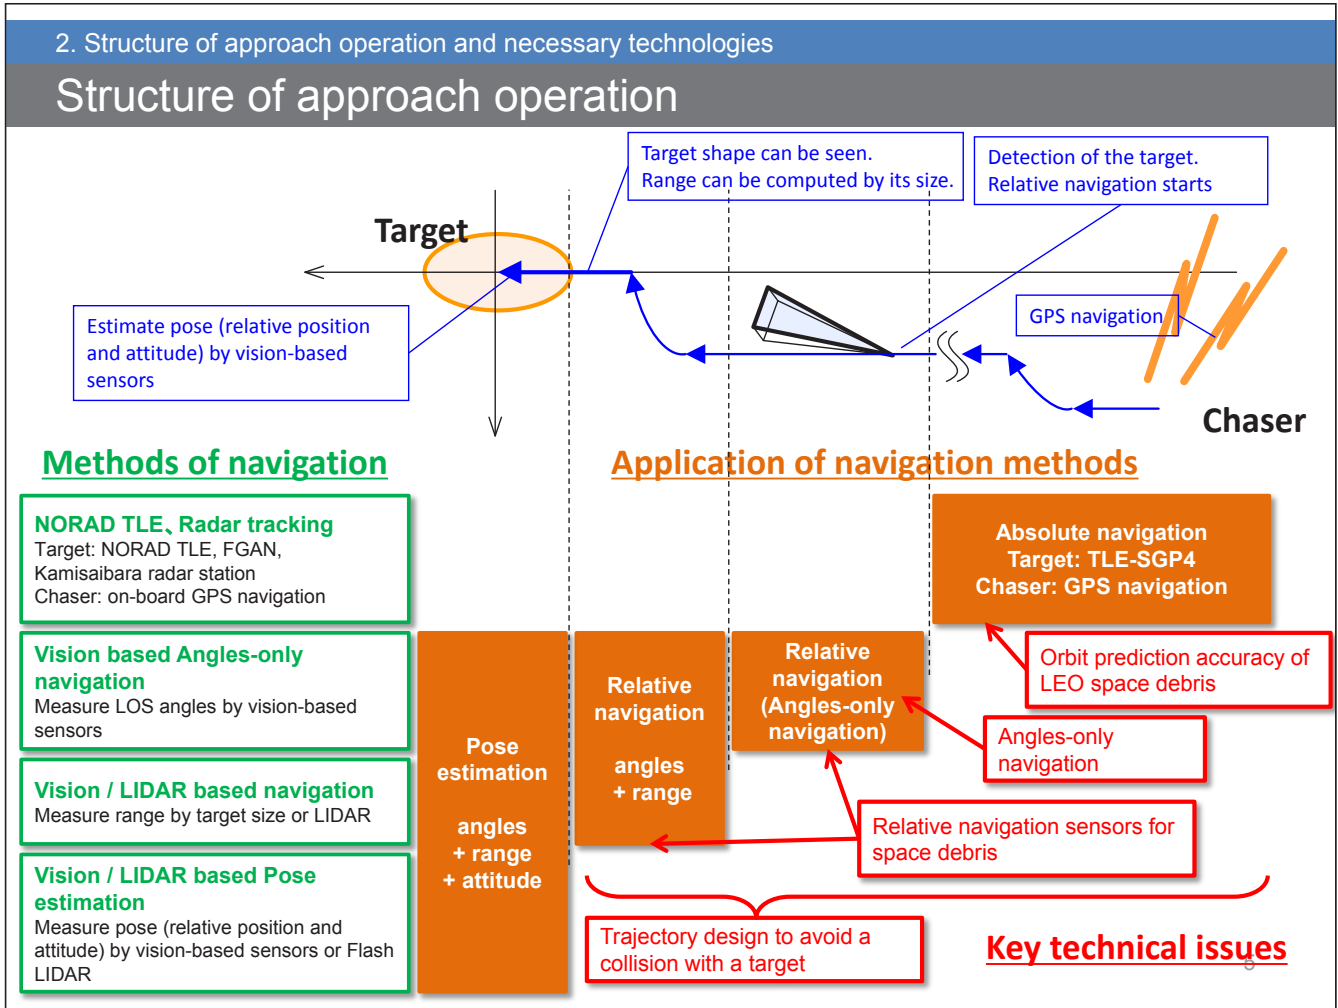 2. Structure of approach operation and necessary technologies
Structure of approach operation
Target shape can be seen.
Range can be computed by its size.
Detection of the target.
Relative navigation starts
Target
Estimate pose (relative position
and attitude) by vision-based
sensors
GPS navigation
Chaser
Methods of navigation
Application of navigation methods
NORAD TLE、Radar tracking
Target: NORAD TLE, FGAN,
Kamisaibara radar station
Chaser: on-board GPS navigation
Vision based Angles-only
navigation
Measure LOS angles by vision-based
sensors
Vision / LIDAR based navigation
Measure range by target size or LIDAR
Vision / LIDAR based Pose
estimation
Measure pose (relative position and
attitude) by vision-based sensors or Flash
LIDAR
Pose
estimation
angles
+ range
+ attitude
Relative
navigation
angles
+ range
Relative
navigation
(Angles-only
navigation)
Absolute navigation
Target: TLE-SGP4
Chaser: GPS navigation
Orbit prediction accuracy of
LEO space debris
Angles-only
navigation
Relative navigation sensors for
space debris
Trajectory design to avoid a
collision with a target
Key technical issues
5